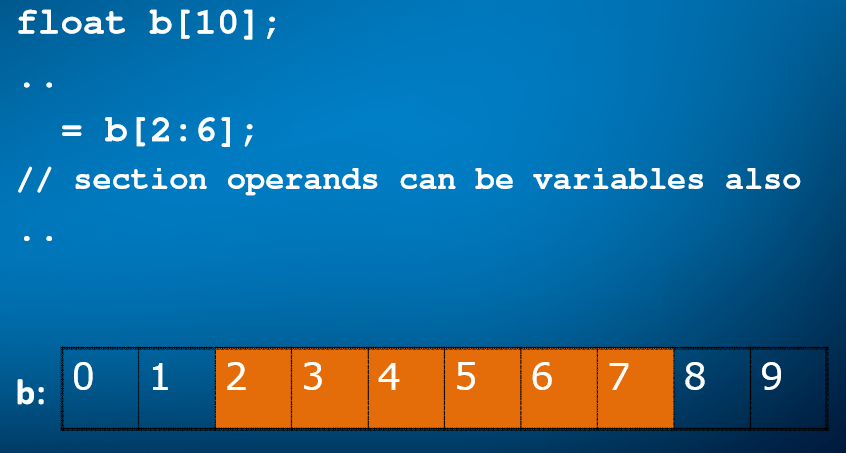 float b[10];
..
= b[2:6];
// section operands can be variables also
..
b: 0 1 2 3 4 5 6 7 8 9